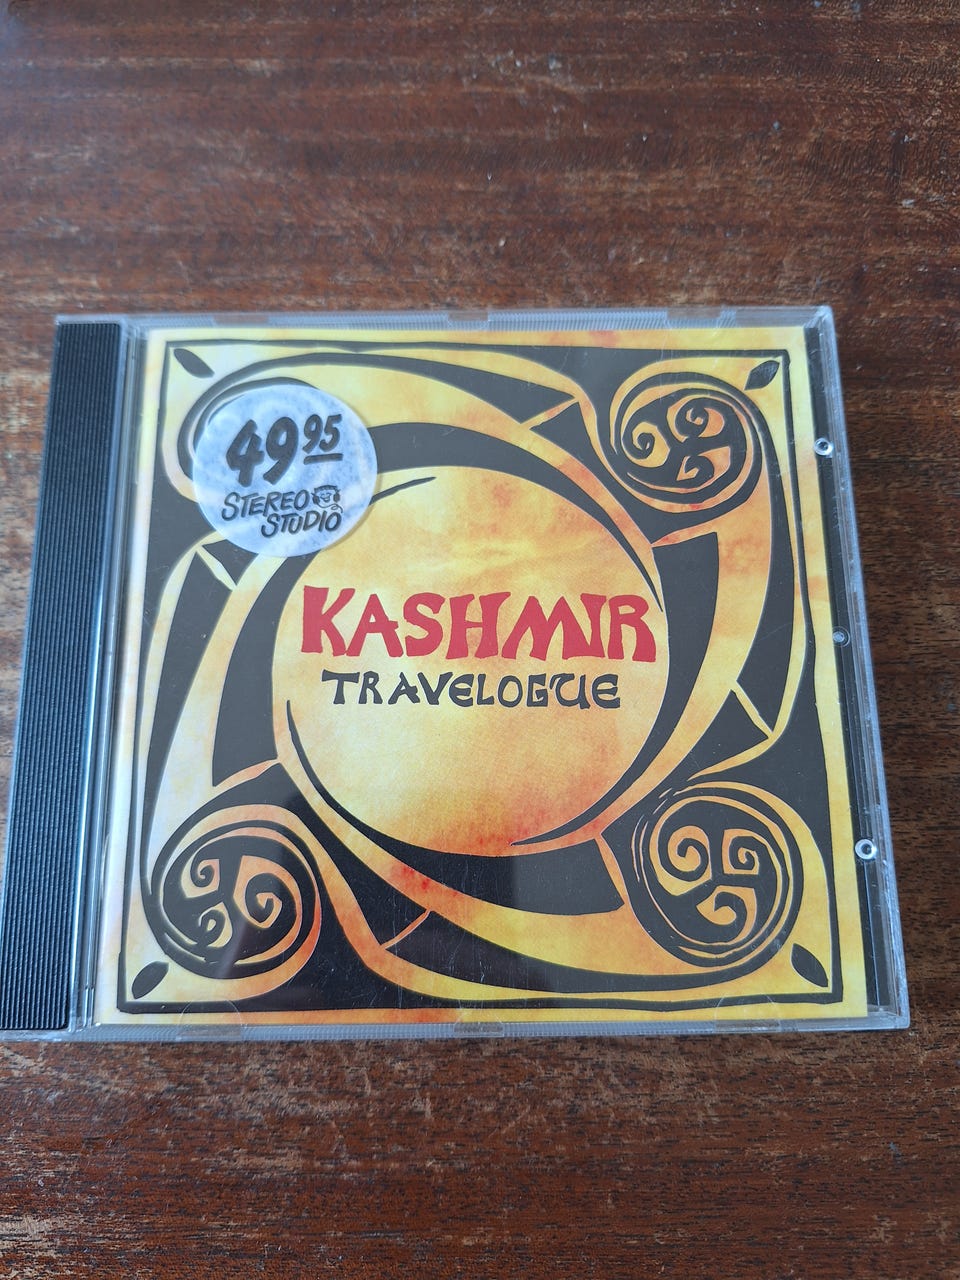 49 95
STEREO
STUDIO
KASHMIR
TRAVELOGUE